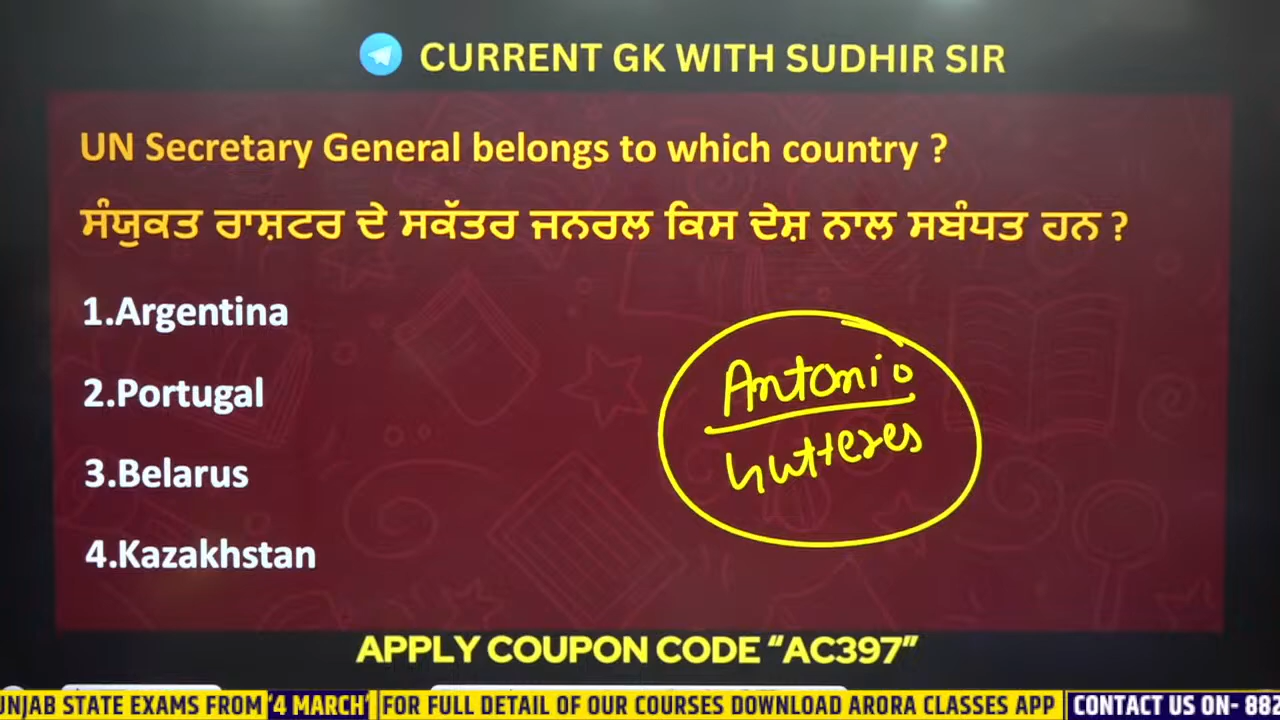 CURRENT GK WITH SUDHIR SIR
UN Secretary General belongs to which country ?
ਸੰਯੁਕਤ ਰਾਸ਼ਟਰ ਦੇ ਸਕੱਤਰ ਜਨਰਲ ਕਿਸ ਦੇਸ਼ ਨਾਲ ਸਬੰਧਤ ਹਨ ?
1.Argentina
2.Portugal
3.Belarus
4.Kazakhstan
Antonio
APPLY COUPON CODE “AC397”
UNJAB STATE EXAMS FROM ‘4 MARCH’ |FOR FULL DETAIL OF OUR COURSES DOWNLOAD ARORA CLASSES APP CONTACT US ON- 882